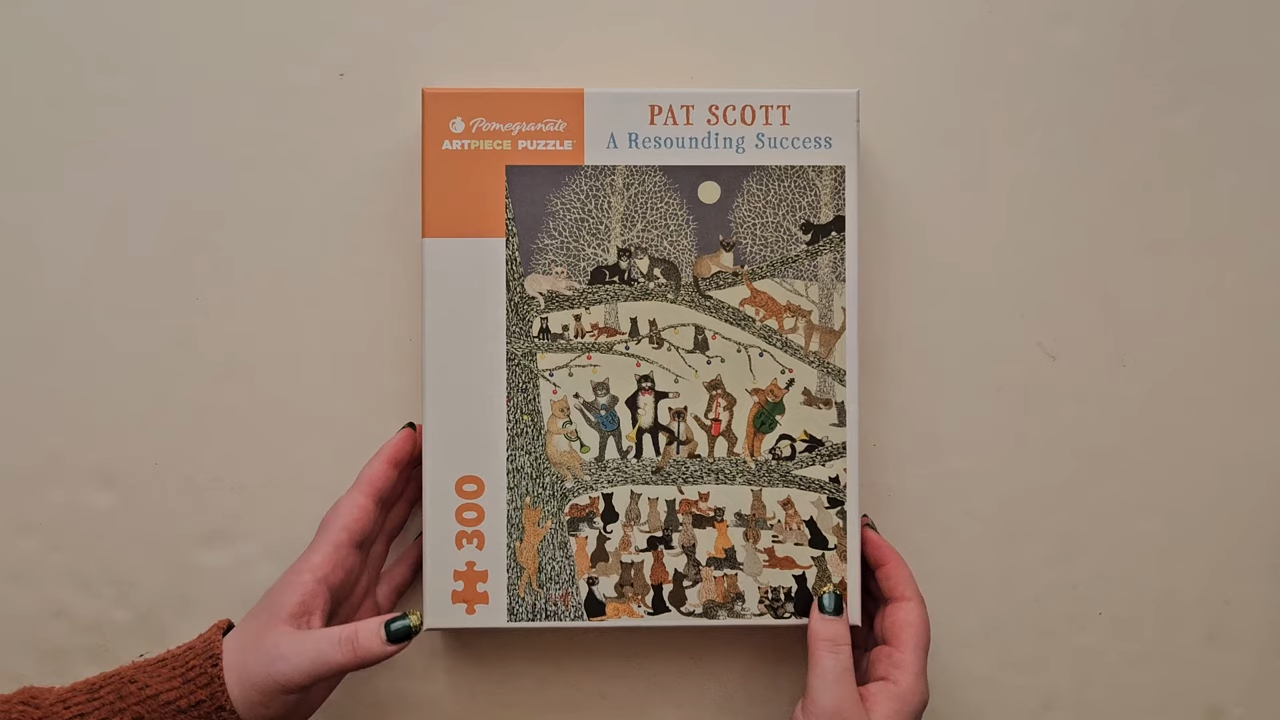 Pomegranate
ARTPIECE PUZZLE
PAT SCOTT
A Resounding Success
300